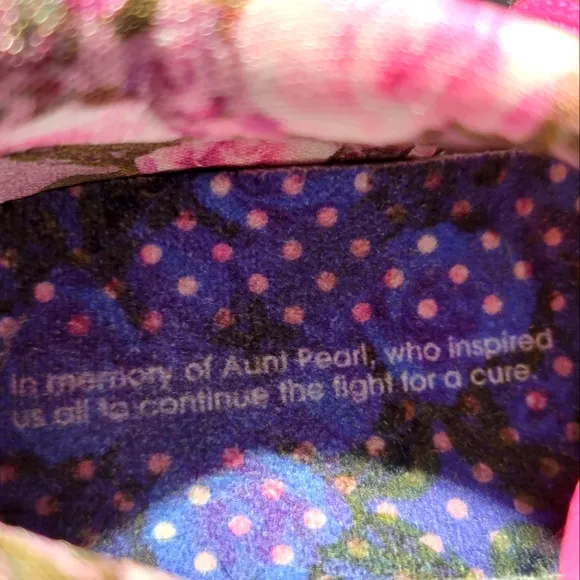 In memory of Aunt Pearl, who inspired
us all to continue the fight for a cure.